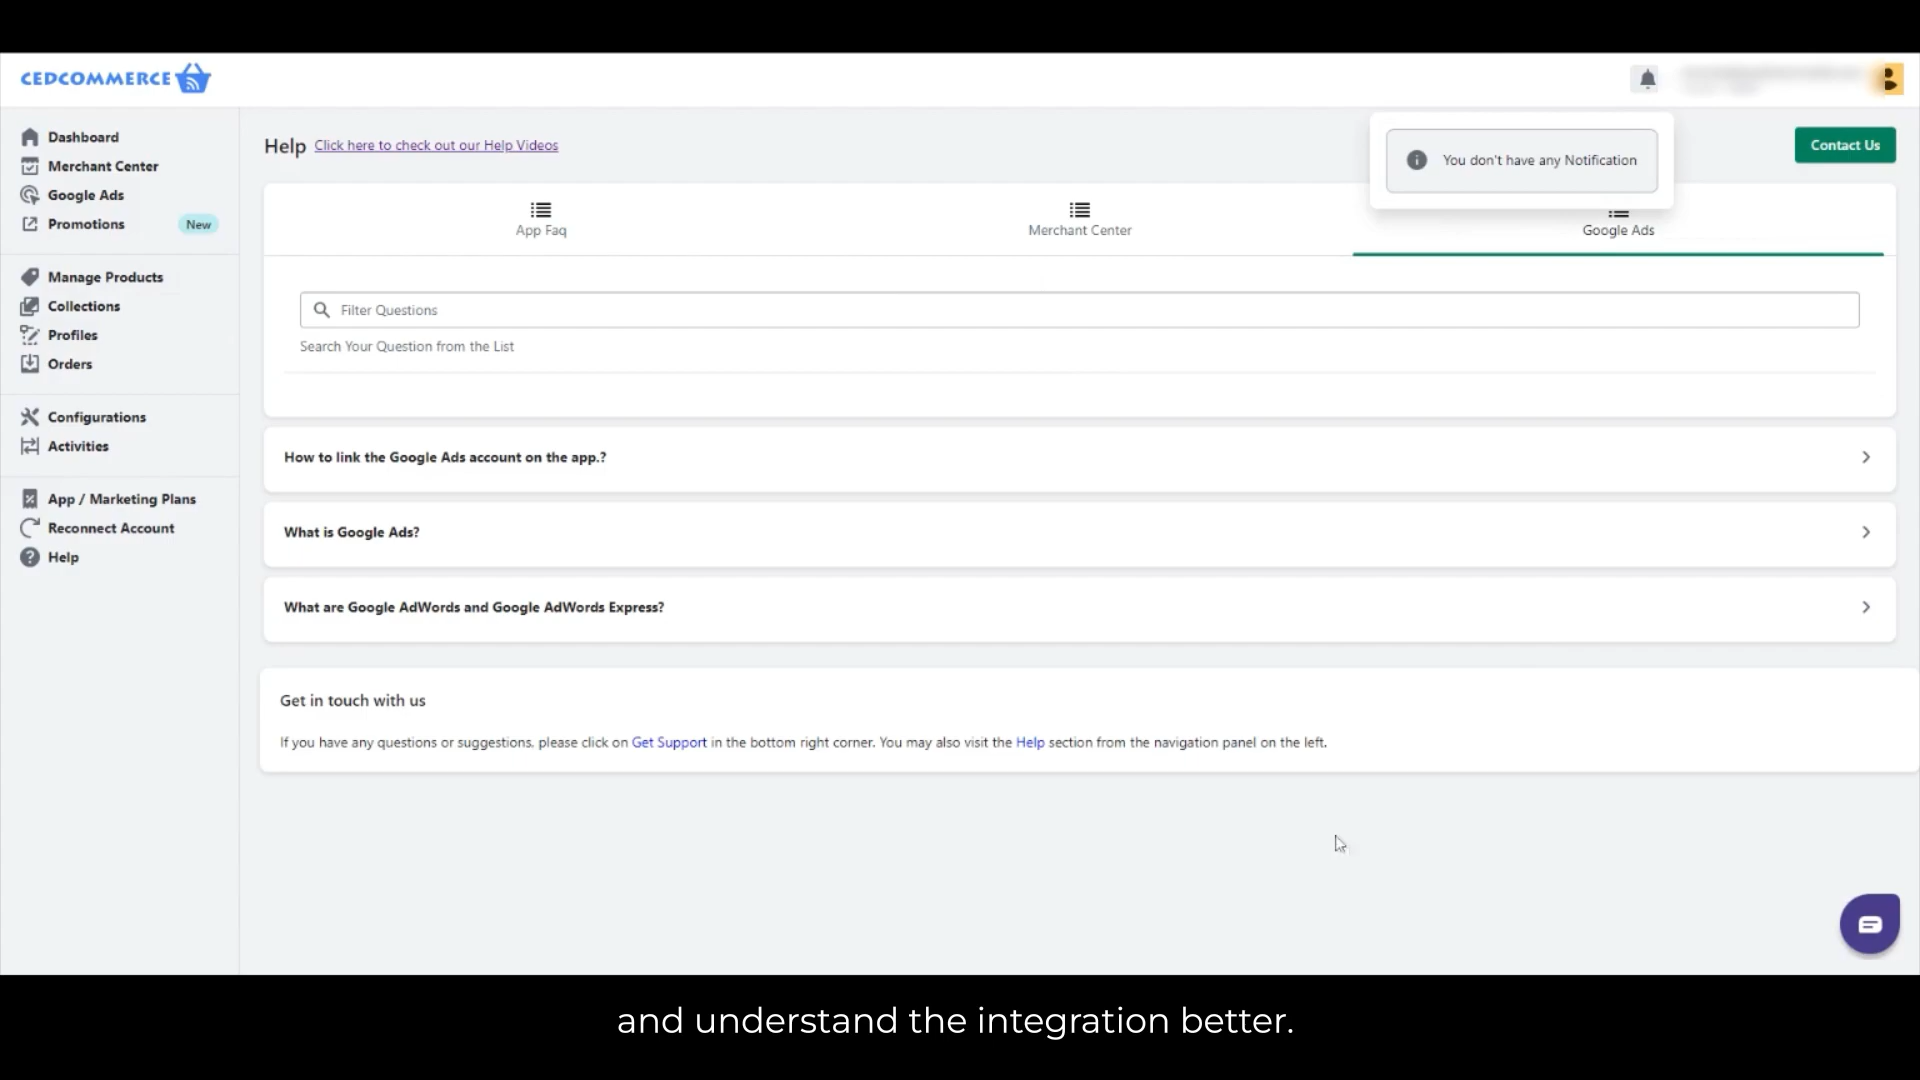 CEDCOMMERCE
Dashboard
Merchant Center
Google Ads
Promotions New
Manage Products
Collections
Profiles
Orders
Configurations
Activities
App / Marketing Plans
Reconnect Account
Help
Help Click here to check out our Help Videos
You don't have any Notification
Contact Us
App Faq
Merchant Center
Google Ads
Filter Questions
Search Your Question from the List
How to link the Google Ads account on the app.?
What is Google Ads?
What are Google AdWords and Google AdWords Express?
Get in touch with us
If you have any questions or suggestions, please click on Get Support in the bottom right corner. You may also visit the Help section from the navigation panel on the left.
and understand the integration better.